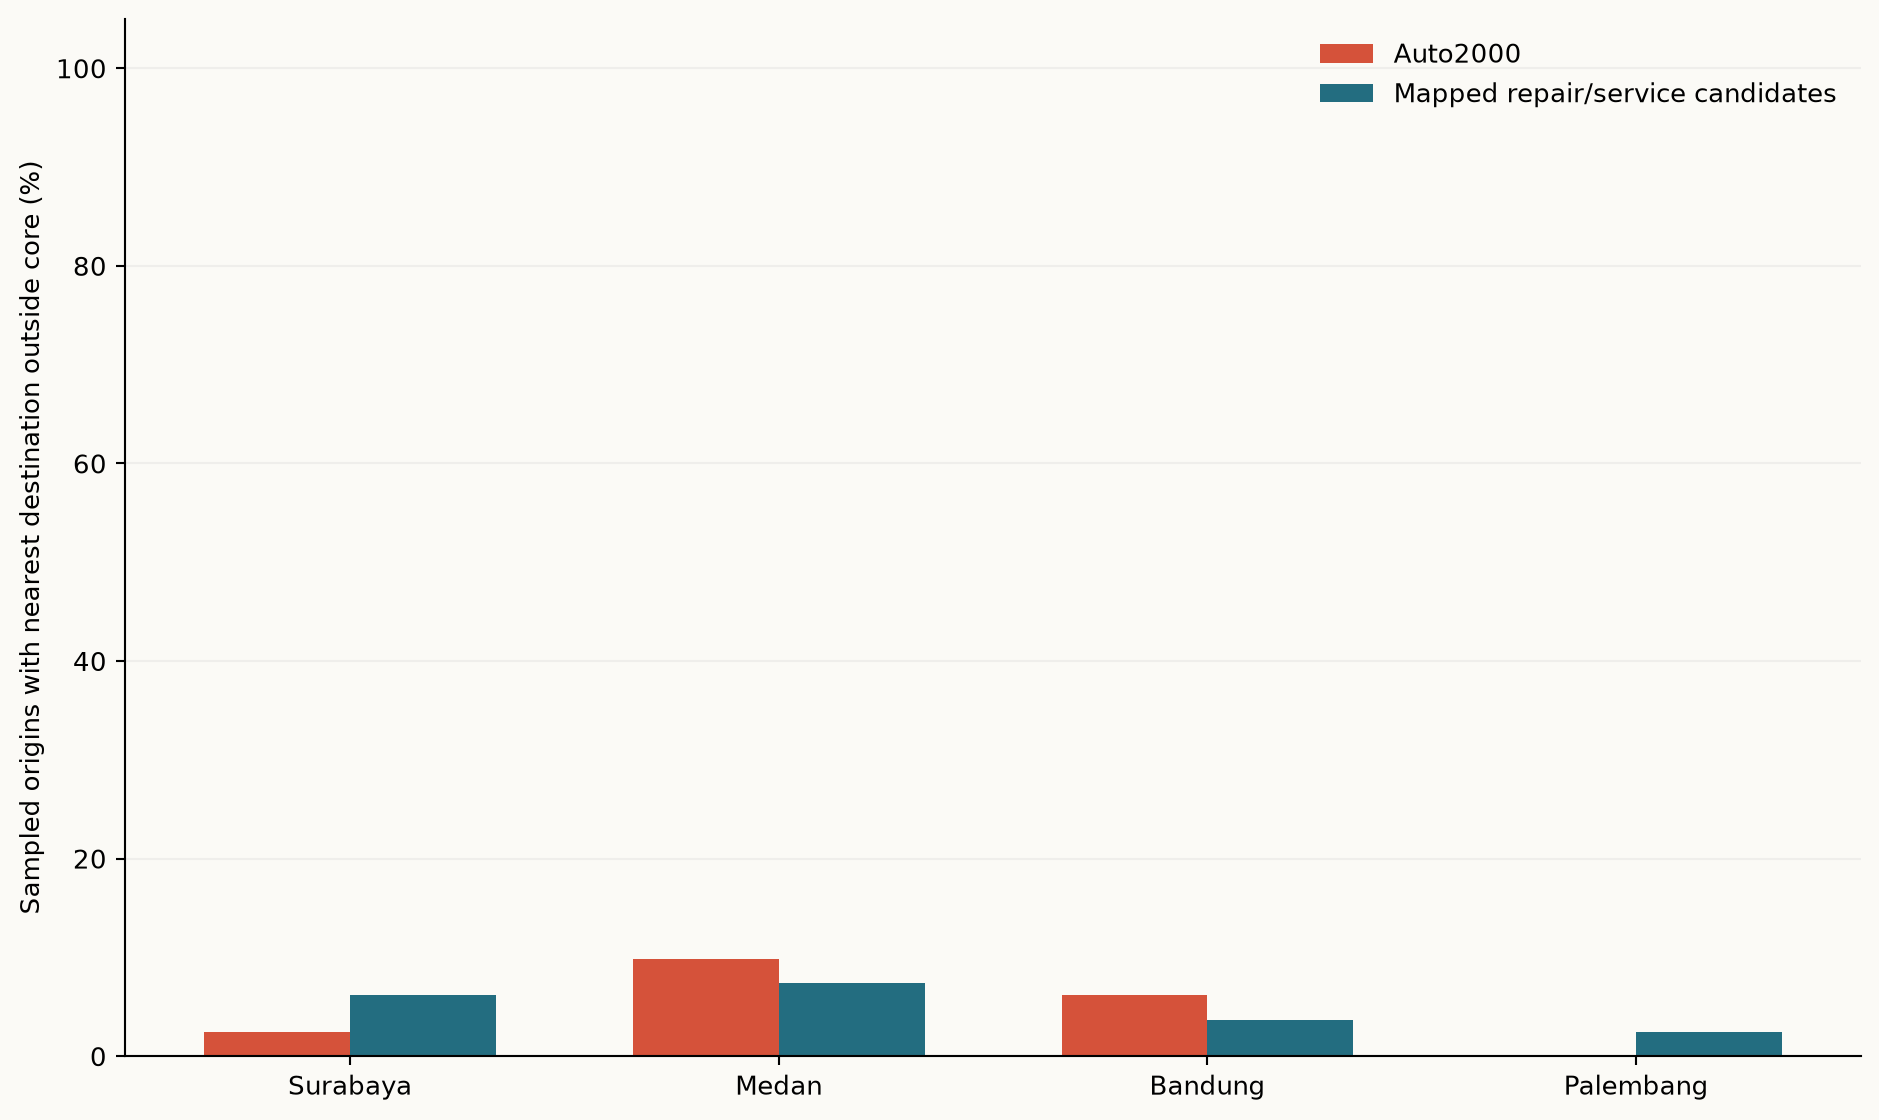 Auto2000
Mapped repair/service candidates
Sampled origins with nearest destination outside core (%)
100
80
60
40
20
0
Surabaya
Medan
Bandung
Palembang